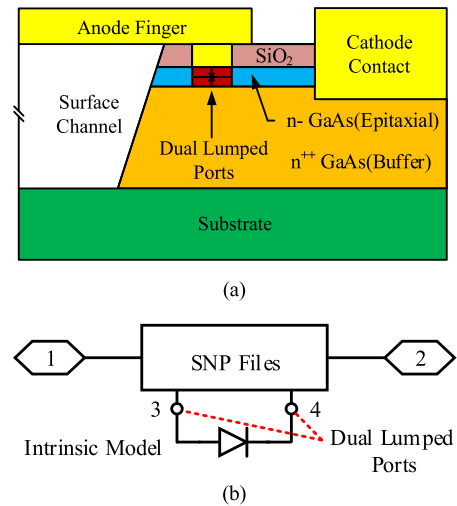 Anode Finger
Cathode
Contact
SiO₂
Surface
Channel
n- GaAs(Epitaxial)
Dual Lumped
Ports
n⁺⁺ GaAs(Buffer)
Substrate
(a)
1
SNP Files
2
3
4
Intrinsic Model
Dual Lumped
Ports
(b)